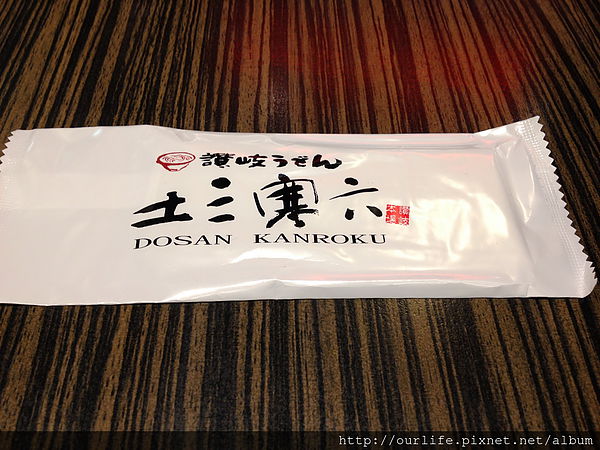 讃岐うどん
土三寒六
DOSAN KANROKU
http://ourlife.pixnet.net/album